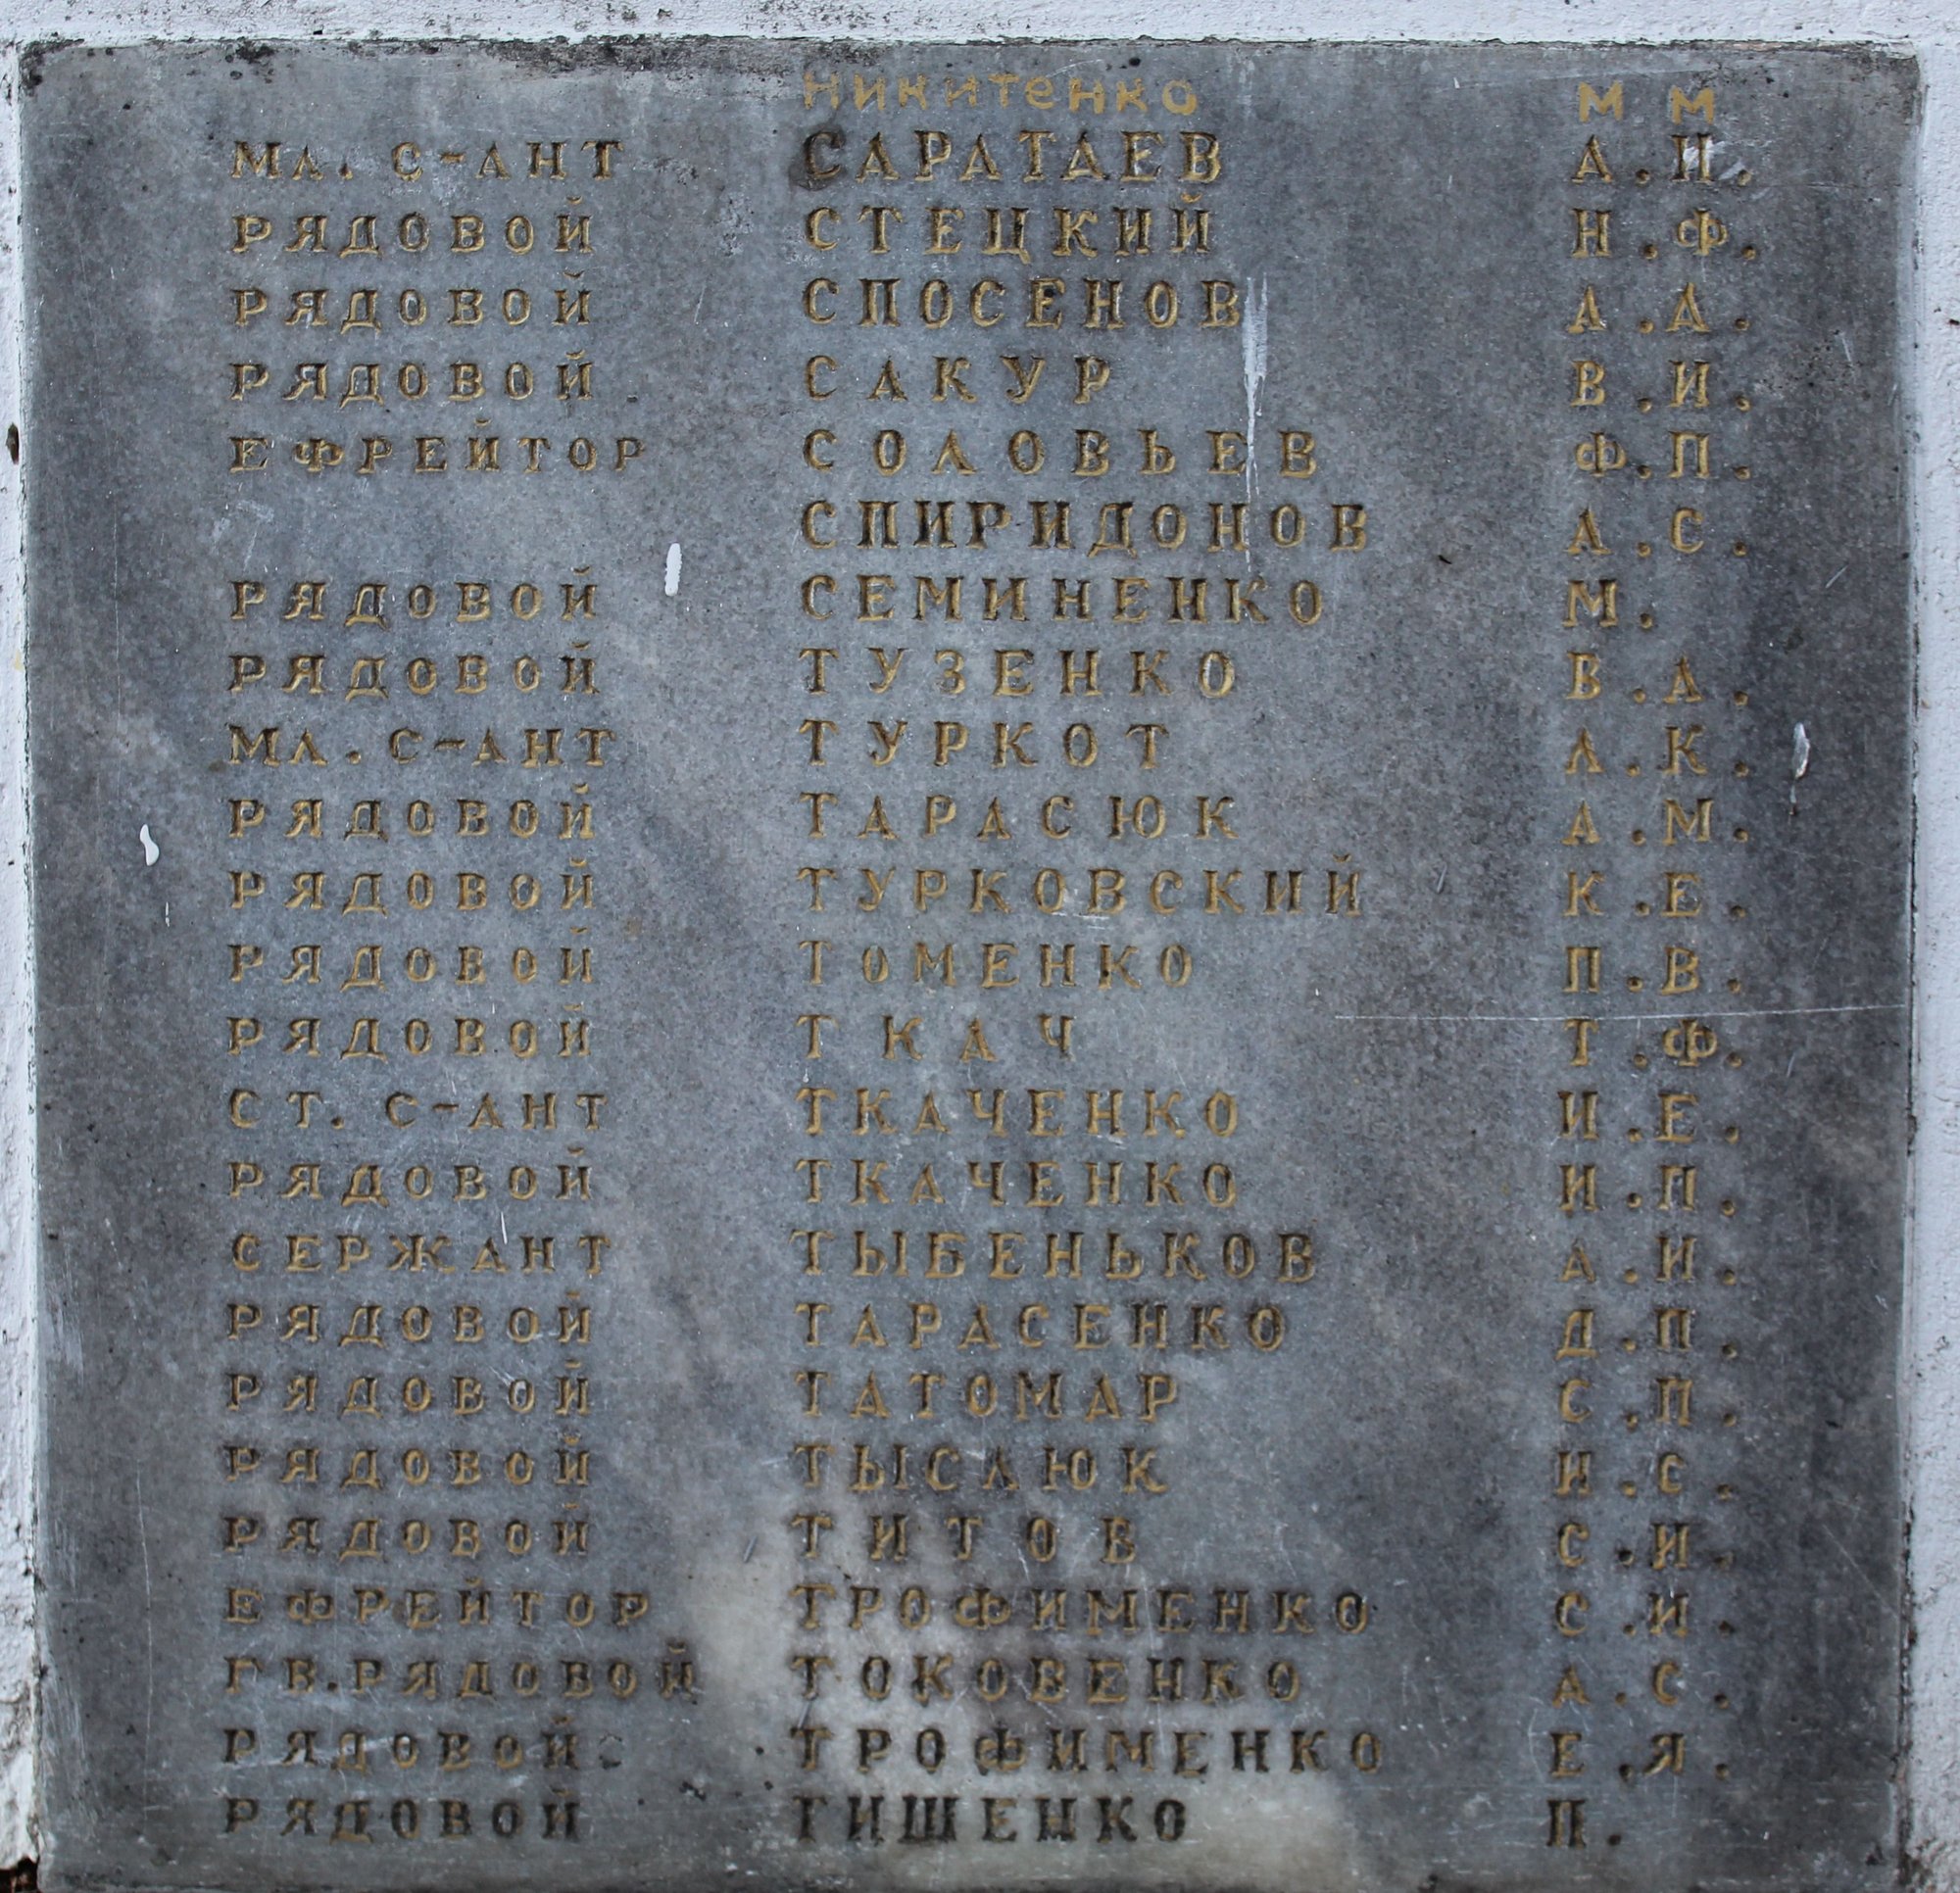 Никитенко М М
МЛ. С-АНТ САРАТАЕВ А.Н.
РЯДОВОЙ СТЕЦКИЙ Н.Ф.
РЯДОВОЙ СПОСЕНОВ А.А.
РЯДОВОЙ САКУР В.И.
ЕФРЕЙТОР СОЛОВЬЕВ Ф.П.
СПИРИДОНОВ А.С.
РЯДОВОЙ СЕМИНЕНКО М.
РЯДОВОЙ ТУЗЕНКО В.А.
МЛ. С-АНТ ТУРКОТ А.К.
РЯДОВОЙ ТАРАСЮК А.М.
РЯДОВОЙ ТУРКОВСКИЙ К.Е.
РЯДОВОЙ ТОМЕНКО П.В.
РЯДОВОЙ ТКАЧ Т.Ф.
СТ. С-АНТ ТКАЧЕНКО И.Е.
РЯДОВОЙ ТКАЧЕНКО И.П.
СЕРЖАНТ ТЫБЕНЬКОВ А.И.
РЯДОВОЙ ТАРАСЕНКО Д.П.
РЯДОВОЙ ТАТОМАР С.П.
РЯДОВОЙ ТЫСЛЮК И.С.
РЯДОВОЙ ТИТОВ С.И.
ЕФРЕЙТОР ТРОФИМЕНКО С.И.
ГВ.РЯДОВОЙ ТОКОВЕНКО А.С.
РЯДОВОЙ ТРОФИМЕНКО Е.Я.
РЯДОВОЙ ТИШЕНКО П.